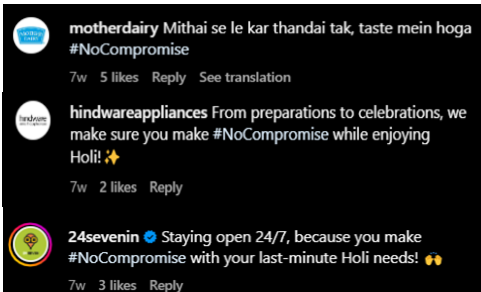 motherdairy Mithai se le kar thandai tak, taste mein hoga
#NoCompromise
7w 5 likes Reply See translation
hindwareappliances From preparations to celebrations, we
make sure you make #NoCompromise while enjoying
Holi! ✨
7w 2 likes Reply
24sevenin Staying open 24/7, because you make
#NoCompromise with your last-minute Holi needs! 🙌
7w 3 likes Reply